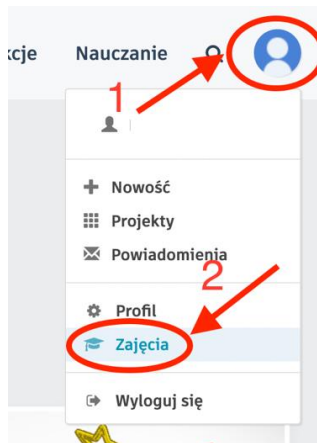 kcje Nauczanie
1
Nowość
Projekty
Powiadomienia
2
Profil
Zajęcia
Wyloguj się